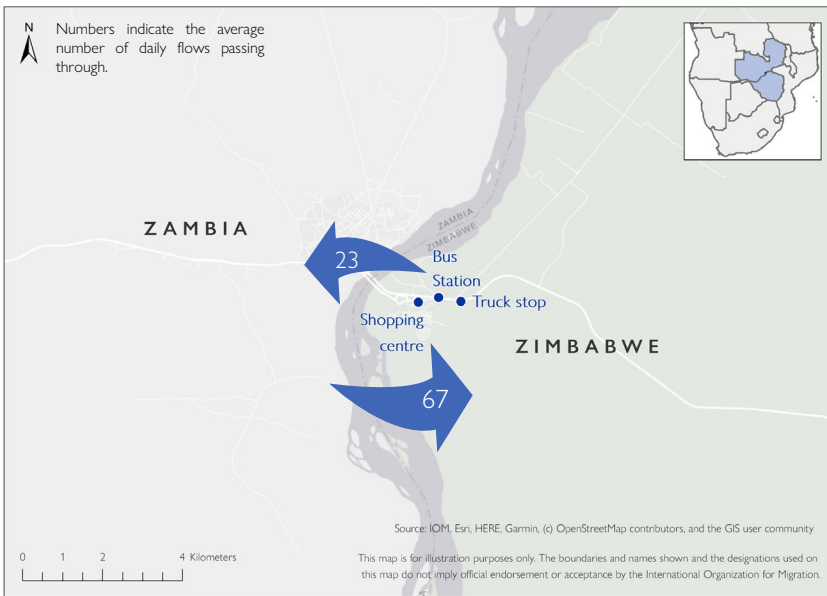 N
Numbers indicate the average
number of daily flows passing
through.
ZAMBIA
ZAMBIA
ZIMBABWE
23
Bus
Station
Truck stop
Shopping
centre
ZIMBABWE
67
Source: IOM, Esri, HERE, Garmin, (c) OpenStreetMap contributors, and the GIS user community
0 1 2 4 Kilometers
This map is for illustration purposes only. The boundaries and names shown and the designations used on
this map do not imply official endorsement or acceptance by the International Organization for Migration.